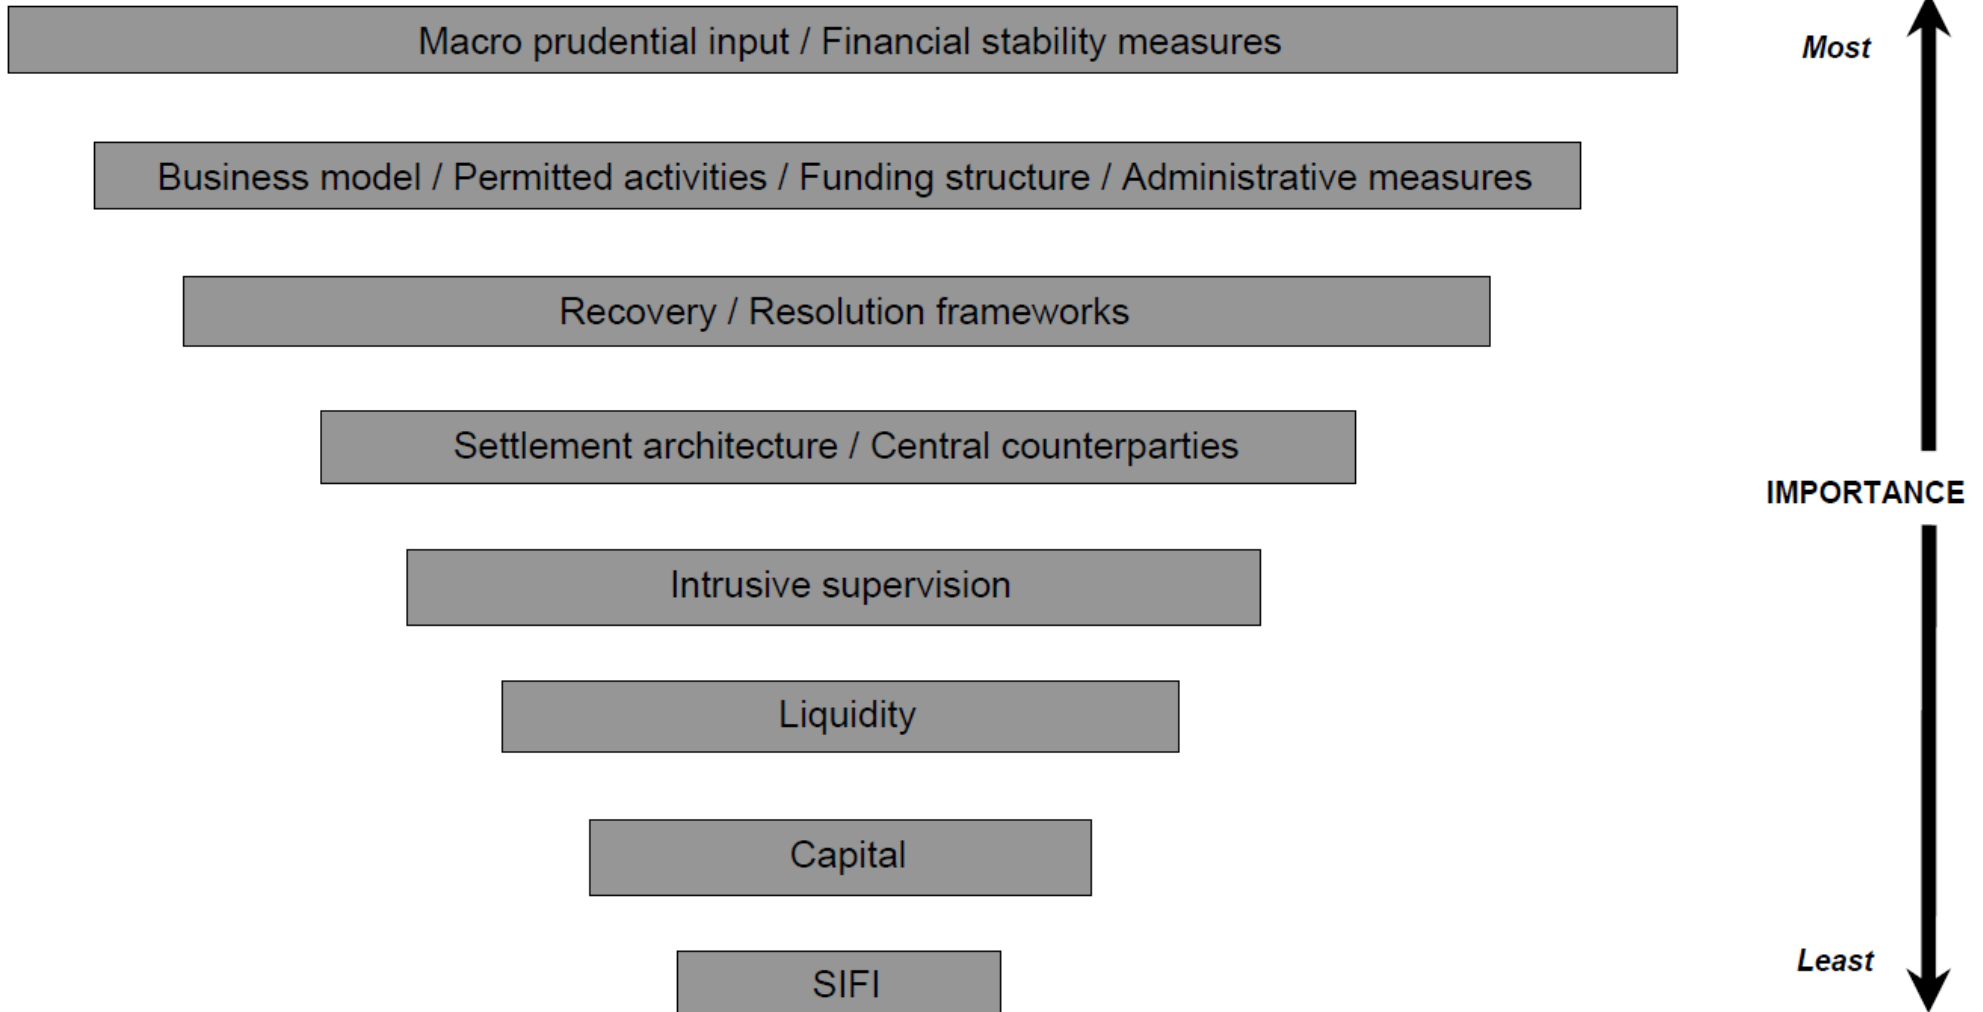 Macro prudential input / Financial stability measures
Most
Business model / Permitted activities / Funding structure / Administrative measures
Recovery / Resolution frameworks
Settlement architecture / Central counterparties
IMPORTANCE
Intrusive supervision
Liquidity
Capital
Least
SIFI